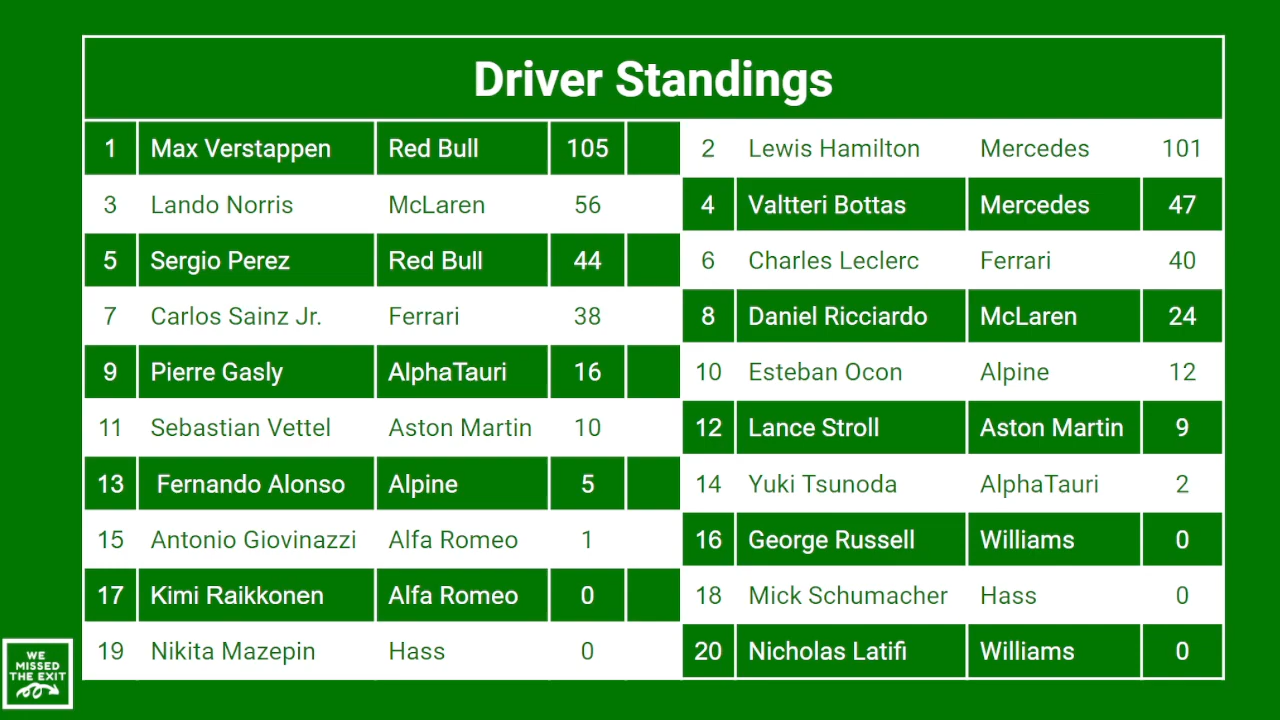 Driver Standings
1 Max Verstappen Red Bull 105 2 Lewis Hamilton Mercedes 101
3 Lando Norris McLaren 56 4 Valtteri Bottas Mercedes 47
5 Sergio Perez Red Bull 44 6 Charles Leclerc Ferrari 40
7 Carlos Sainz Jr. Ferrari 38 8 Daniel Ricciardo McLaren 24
9 Pierre Gasly AlphaTauri 16 10 Esteban Ocon Alpine 12
11 Sebastian Vettel Aston Martin 10 12 Lance Stroll Aston Martin 9
13 Fernando Alonso Alpine 5 14 Yuki Tsunoda AlphaTauri 2
15 Antonio Giovinazzi Alfa Romeo 1 16 George Russell Williams 0
17 Kimi Raikkonen Alfa Romeo 0 18 Mick Schumacher Hass 0
19 Nikita Mazepin Hass 0 20 Nicholas Latifi Williams 0
WE
MISSED
THE EXIT